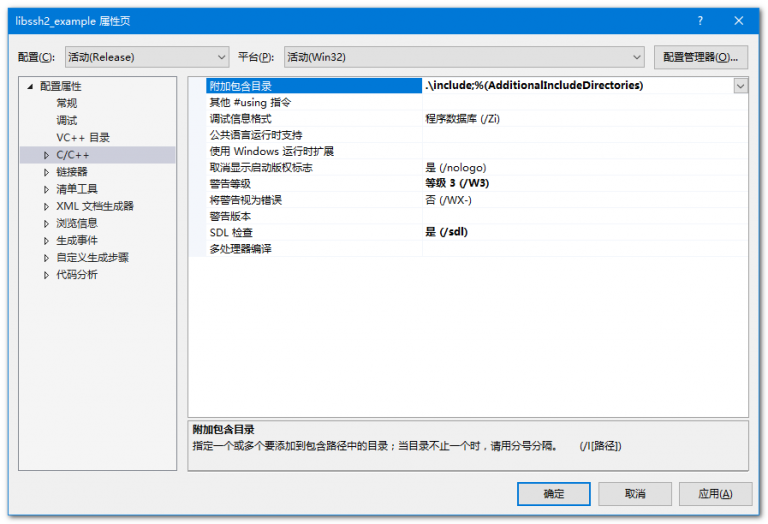 libssh2_example 属性页
配置(C): 活动(Release) 平台(P): 活动(Win32) 配置管理器(O)...
配置属性
常规
调试
VC++ 目录
C/C++
链接器
清单工具
XML 文档生成器
浏览信息
生成事件
自定义生成步骤
代码分析
附加包含目录 .\include;%(AdditionalIncludeDirectories)
其他 #using 指令
调试信息格式 程序数据库 (/Zi)
公共语言运行时支持
使用 Windows 运行时扩展
取消显示启动版权标志 是 (/nologo)
警告等级 等级 3 (/W3)
将警告视为错误 否 (/WX-)
警告版本
SDL 检查 是 (/sdl)
多处理器编译
附加包含目录
指定一个或多个要添加到包含路径中的目录；当目录不止一个时，请用分号分隔。 (/I[路径])
确定 取消 应用(A)